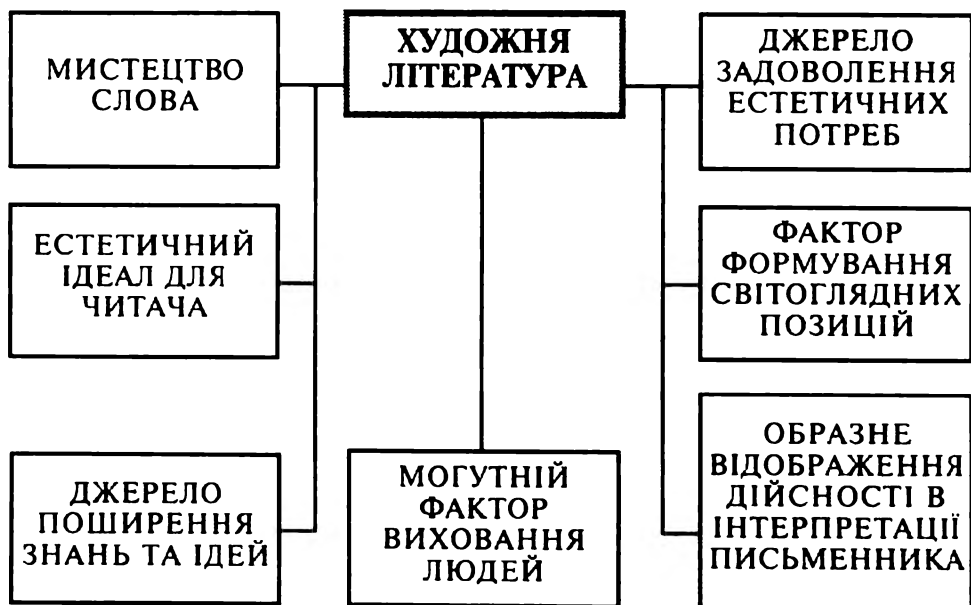 ХУДОЖНЯ
ЛІТЕРАТУРА
МИСТЕЦТВО
СЛОВА
ЕСТЕТИЧНИЙ
ІДЕАЛ ДЛЯ
ЧИТАЧА
ДЖЕРЕЛО
ПОШИРЕННЯ
ЗНАНЬ ТА ІДЕЙ
МОГУТНІЙ
ФАКТОР
ВИХОВАННЯ
ЛЮДЕЙ
ДЖЕРЕЛО
ЗАДОВОЛЕННЯ
ЕСТЕТИЧНИХ
ПОТРЕБ
ФАКТОР
ФОРМУВАННЯ
СВІТОГЛЯДНИХ
ПОЗИЦІЙ
ОБРАЗНЕ
ВІДОБРАЖЕННЯ
ДІЙСНОСТІ В
ІНТЕРПРЕТАЦІЇ
ПИСЬМЕННИКА